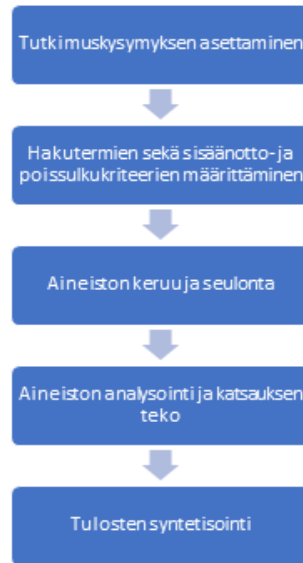 Tutkimuskysymyksen asettaminen
Hakutermien sekä sisäänotto- ja
poissulkukriteerien määrittäminen
Aineiston keruu ja seulonta
Aineiston analysointi ja katsauksen
teko
Tulosten syntetisointi